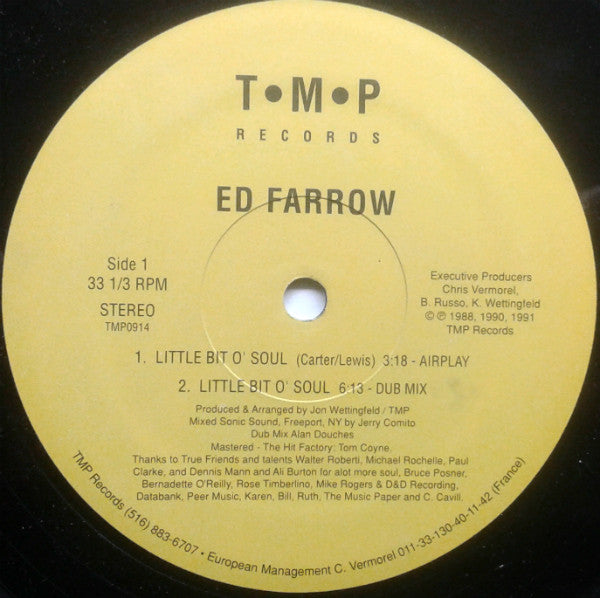 T•M•P
RECORDS
ED FARROW
Side 1
33 1/3 RPM
STEREO
TMP0914
Executive Producers
Chris Vermorel,
B. Russo, K. Wettingfeld
© ℗ 1988, 1990, 1991
TMP Records
1. LITTLE BIT O' SOUL (Carter/Lewis) 3:18 - AIRPLAY
2. LITTLE BIT O' SOUL 6:13 - DUB MIX
Produced & Arranged by Jon Wettingfeld / TMP
Mixed Sonic Sound, Freeport, NY by Jerry Comito
Dub Mix Alan Douches
Mastered - The Hit Factory: Tom Coyne
Thanks to True Friends and talents Walter Roberti, Michael Rochelle, Paul
Clarke, and Dennis Mann and Ali Burton for alot more soul, Bruce Posner,
Bernadette O'Reilly, Rose Timberlino, Mike Rogers & D&D Recording,
Databank, Peer Music, Karen, Bill, Ruth, The Music Paper and C. Cavill.
TMP Records (516) 883-6707 • European Management C. Vermorel 011-33-130-40-11-42 (France)